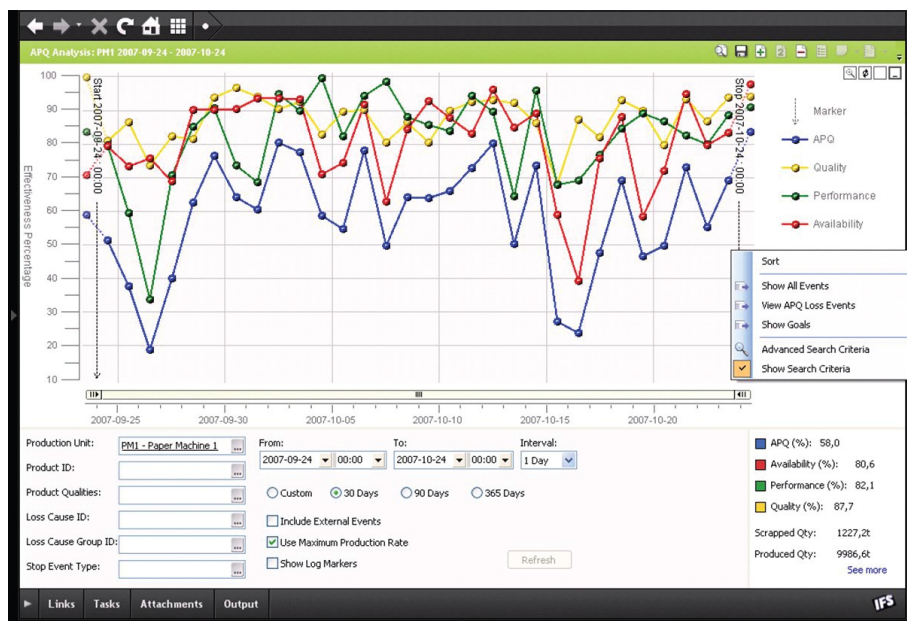 APQ Analysis: PM1 2007-09-24 - 2007-10-24
100
90
80
70
60
50
40
30
20
10
Effectiveness Percentage
Start 2007-09-24, 00:00
Stop 2007-10-24, 00:00
Marker
APQ
Quality
Performance
Availability
Sort
Show All Events
View APQ Loss Events
Show Goals
Advanced Search Criteria
Show Search Criteria
2007-09-25 2007-09-30 2007-10-05 2007-10-10 2007-10-15 2007-10-20
Production Unit: PM1 - Paper Machine 1 ...
Product ID: ...
Product Qualities: ...
Loss Cause ID: ...
Loss Cause Group ID: ...
Stop Event Type: ...
From: To: Interval:
2007-09-24 00:00 2007-10-24 00:00 1 Day
Custom 30 Days 90 Days 365 Days
Include External Events
Use Maximum Production Rate
Show Log Markers
Refresh
APQ (%): 58,0
Availability (%): 80,6
Performance (%): 82,1
Quality (%): 87,7
Scrapped Qty: 1227,2t
Produced Qty: 9986,6t
See more
Links Tasks Attachments Output
IFS